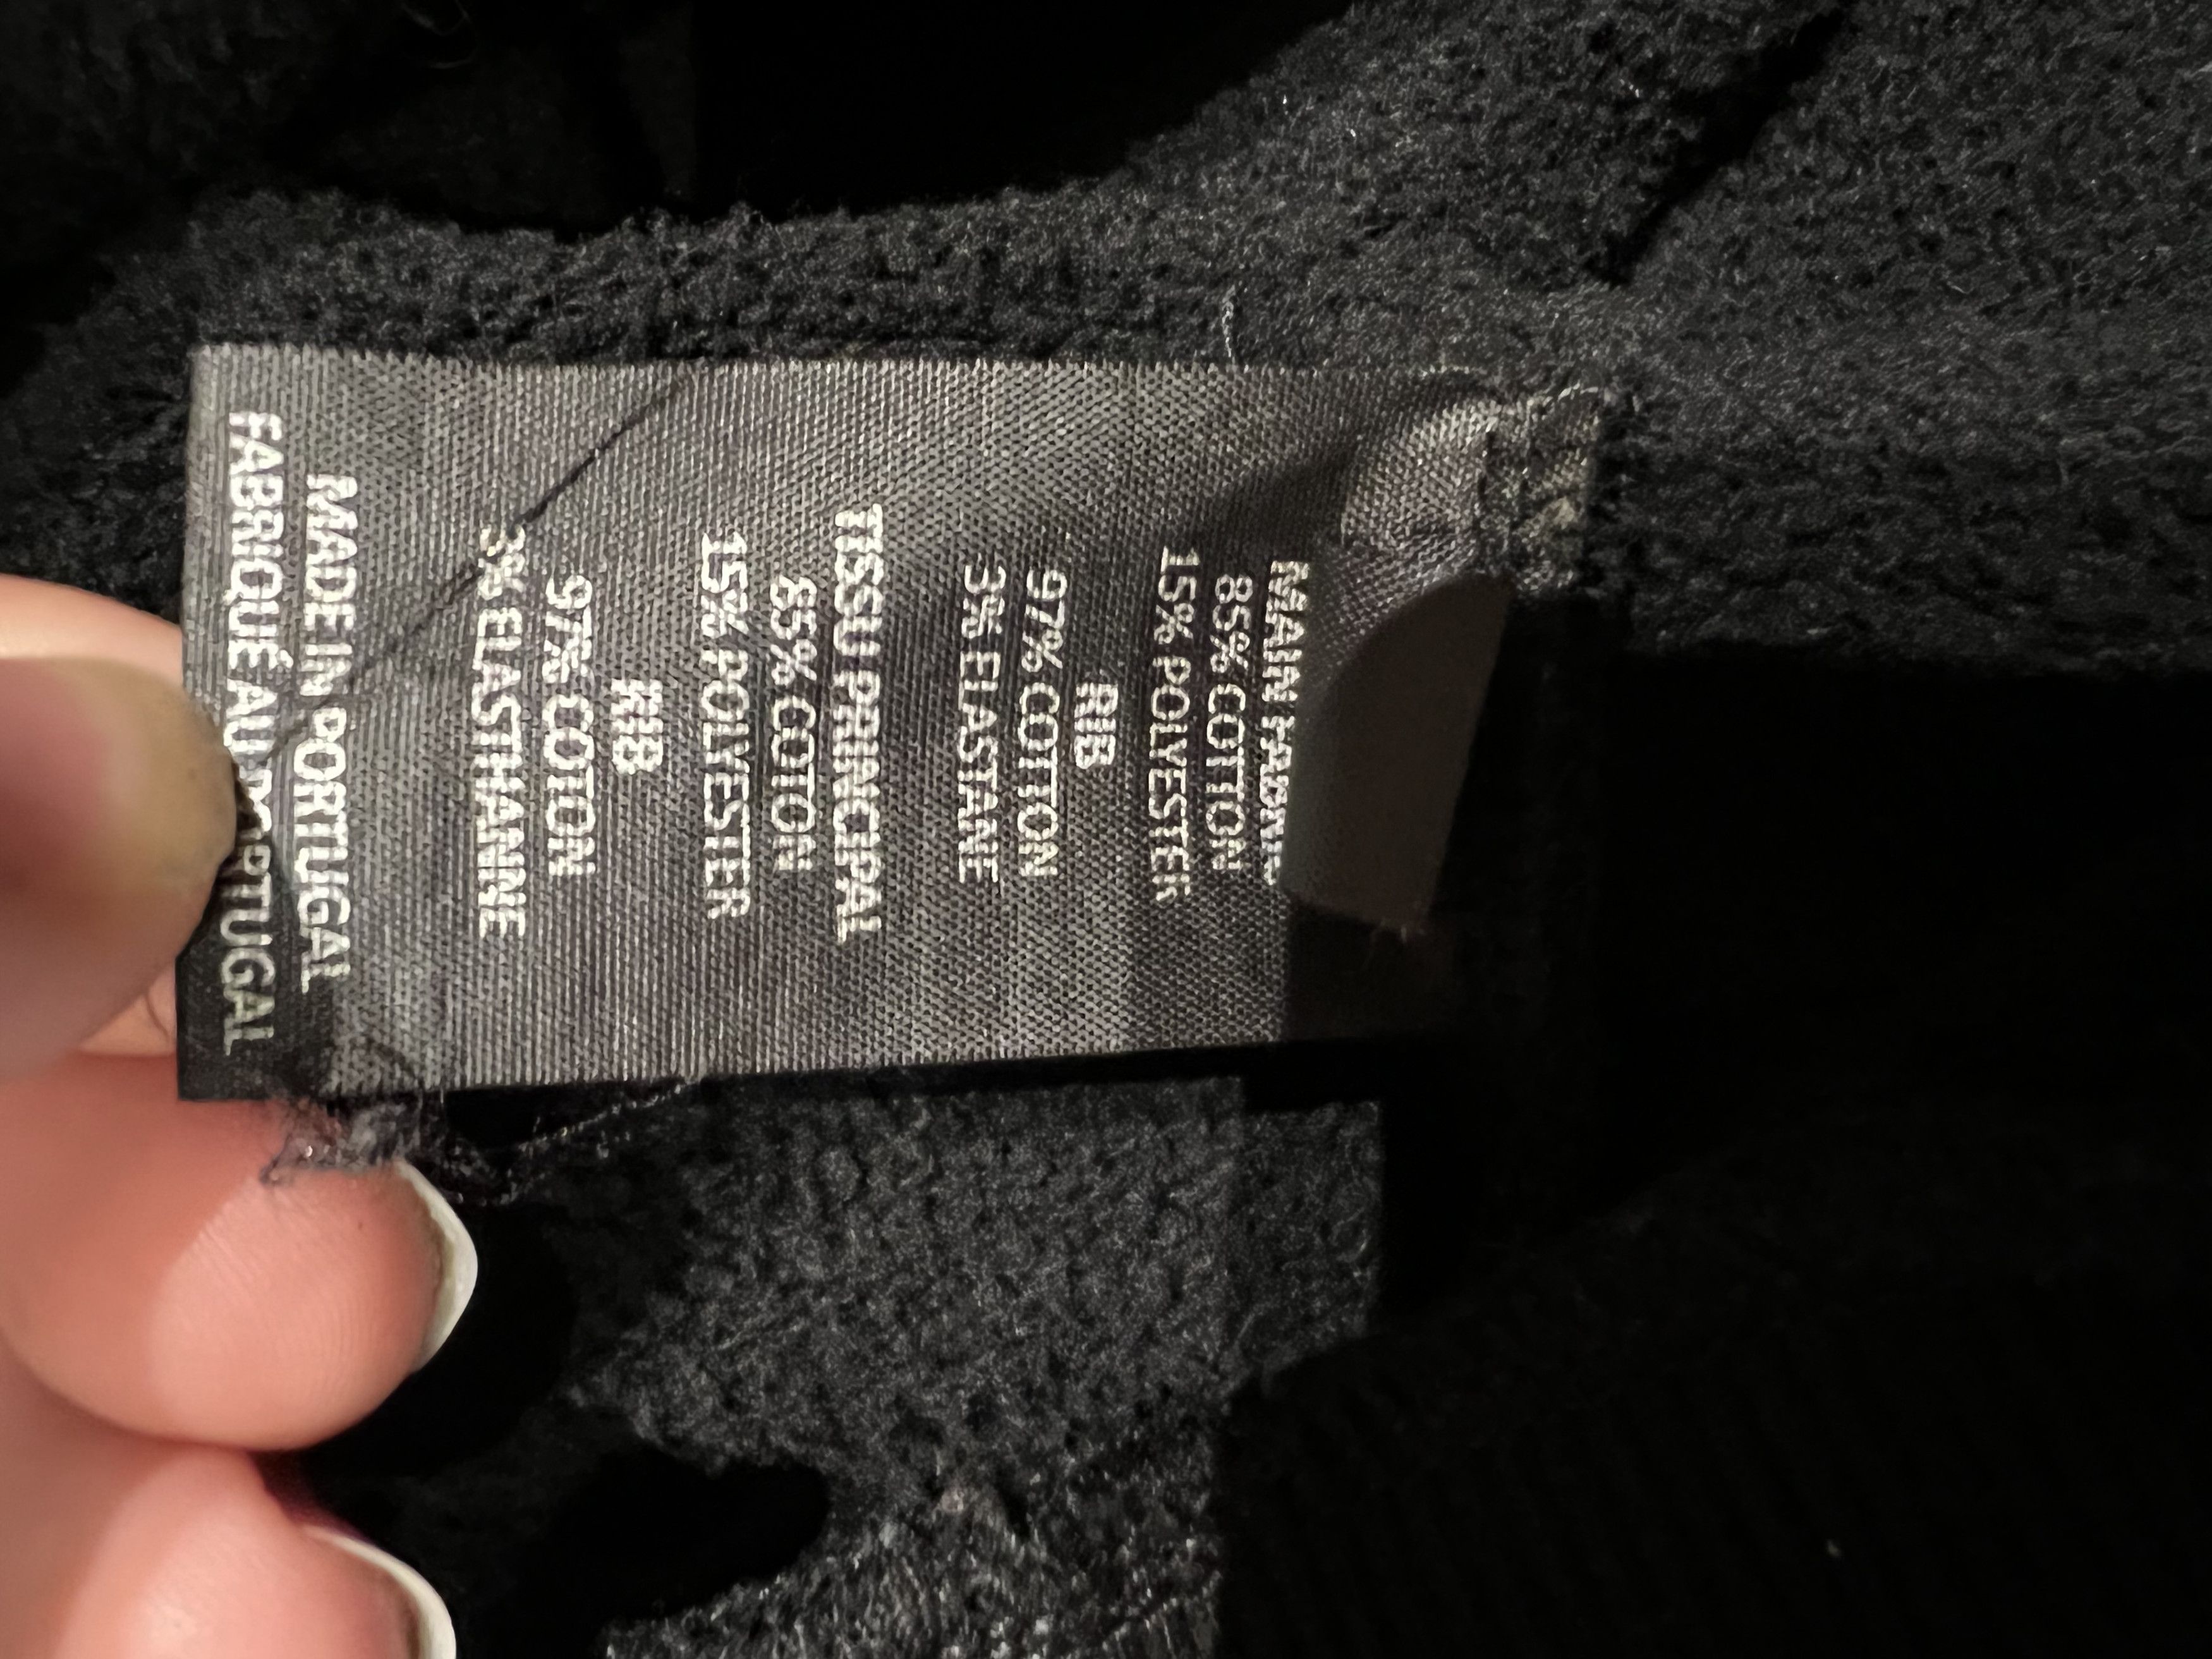 MAIN FABRIC
85% COTTON
15% POLYESTER
RIB
97% COTTON
3% ELASTANE
TISSU PRINCIPAL
85% COTON
15% POLYESTER
RIB
97% COTON
3% ELASTHANNE
MADE IN PORTUGAL
FABRIQUÉ AU PORTUGAL